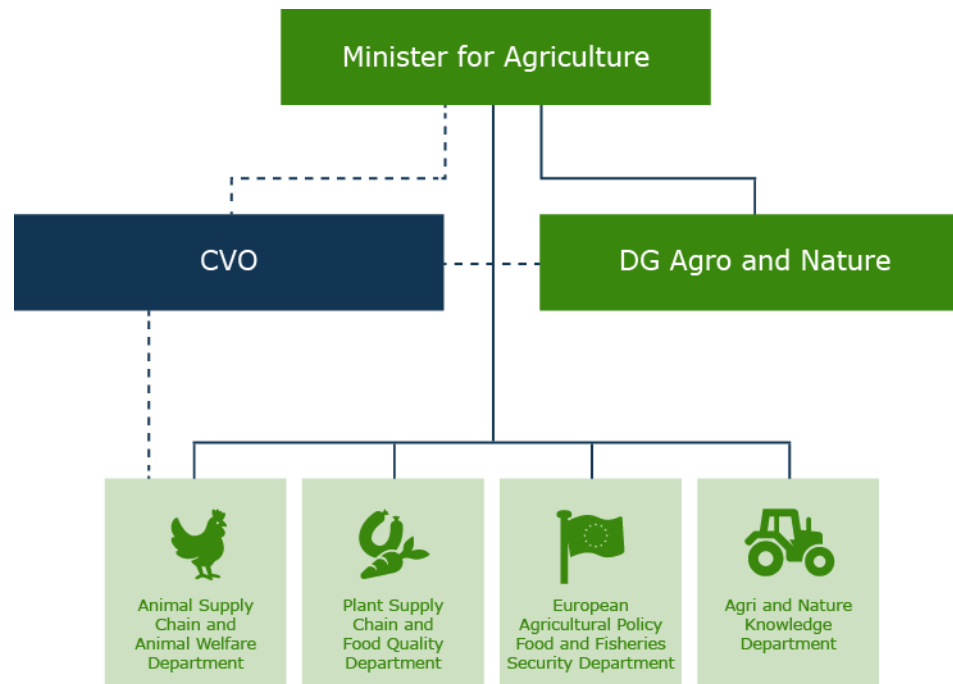 Minister for Agriculture
CVO
DG Agro and Nature
Animal Supply
Chain and
Animal Welfare
Department
Plant Supply
Chain and
Food Quality
Department
European
Agricultural Policy
Food and Fisheries
Security Department
Agri and Nature
Knowledge
Department